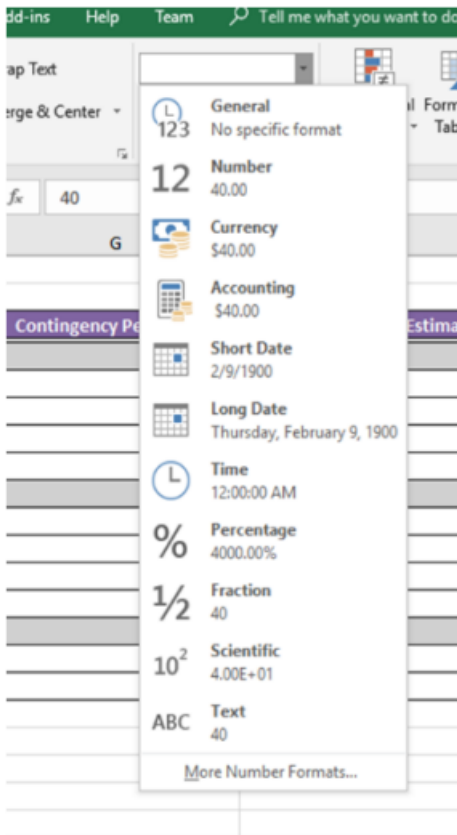 dd-ins Help Team Tell me what you want to do
ap Text
erge & Center
l Form
Tab
fx 40
G
Contingency Pe
Estima
123
General
No specific format
12
Number
40.00
Currency
$40.00
Accounting
$40.00
Short Date
2/9/1900
Long Date
Thursday, February 9, 1900
Time
12:00:00 AM
%
Percentage
4000.00%
½
Fraction
40
10²
Scientific
4.00E+01
ABC
Text
40
More Number Formats...